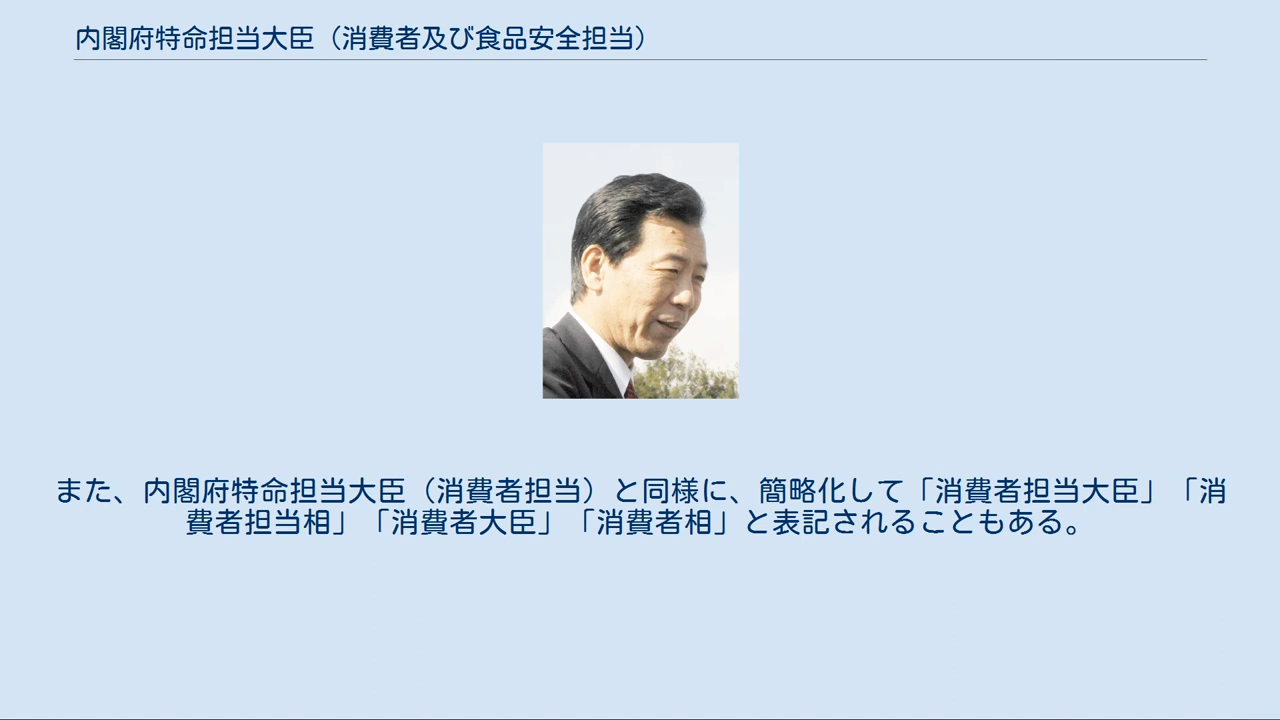 内閣府特命担当大臣（消費者及び食品安全担当）
また、内閣府特命担当大臣（消費者担当）と同様に、簡略化して「消費者担当大臣」「消
費者担当相」「消費者大臣」「消費者相」と表記されることもある。